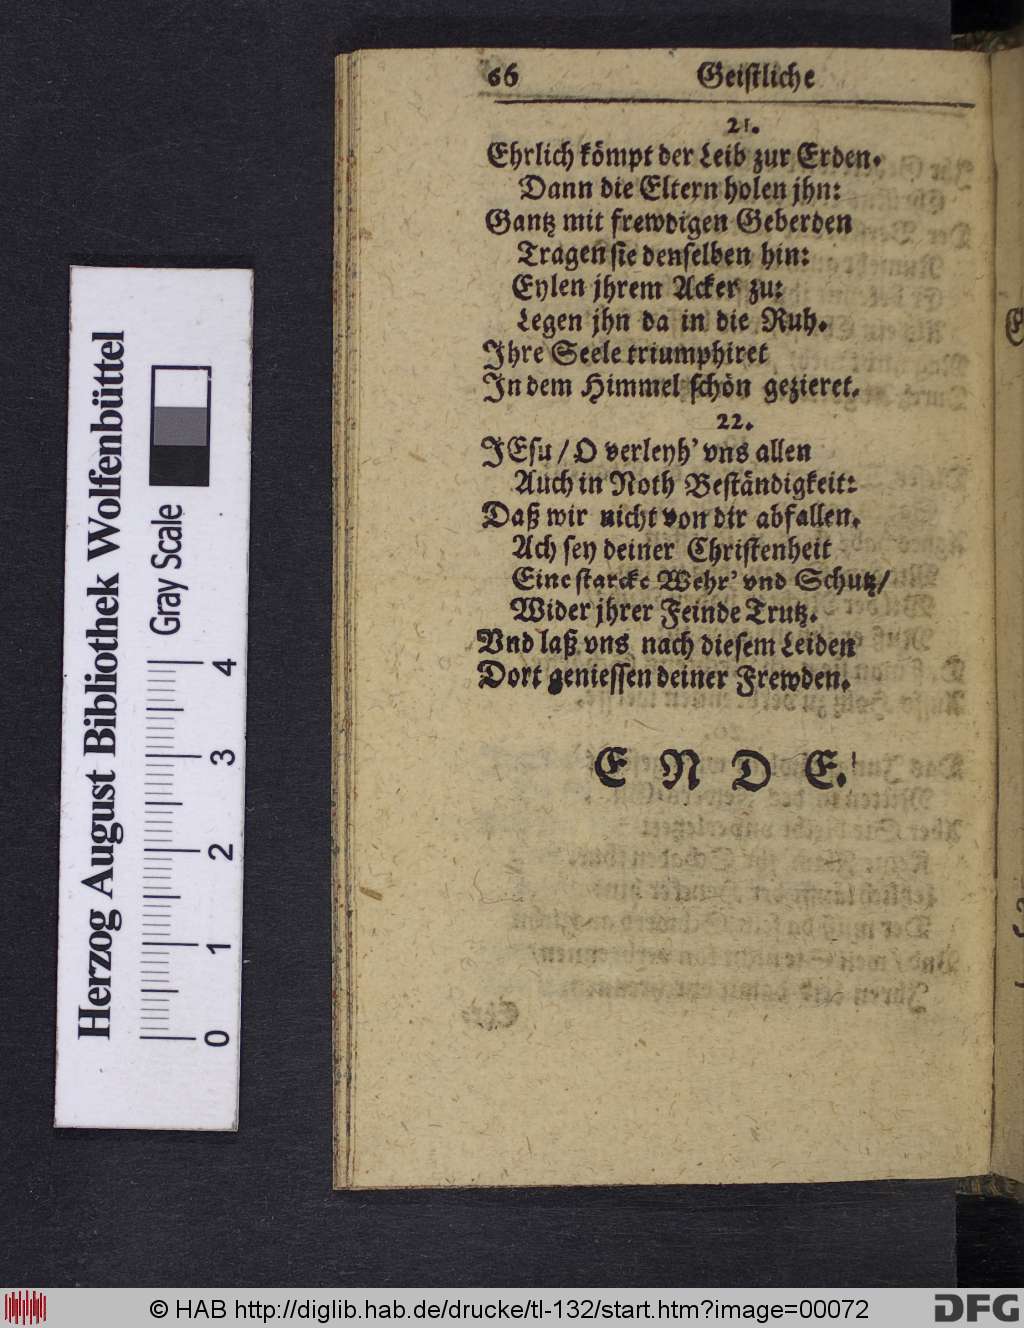 66 Geistliche
21.
Ehrlich kömpt der Leib zur Erden.
Dann die Eltern holen jhn:
Gantz mit frewdigen Geberden
Tragen sie denselben hin:
Eylen jhrem Acker zu:
Legen jhn da in die Ruh.
Ihre Seele triumphiret
In dem Himmel schön gezieret.
22.
JEsu / O verleyh' vns allen
Auch in Noth Beständigkeit:
Daß wir nicht von dir abfallen.
Ach sey deiner Christenheit
Eine starcke Wehr' vnd Schutz /
Wider jhrer Feinde Trutz.
Vnd laß vns nach diesem Leiden
Dort geniessen deiner Frewden.
E N D E.
Herzog August Bibliothek Wolfenbüttel
Gray Scale
0 1 2 3 4
© HAB http://diglib.hab.de/drucke/tl-132/start.htm?image=00072
DFG